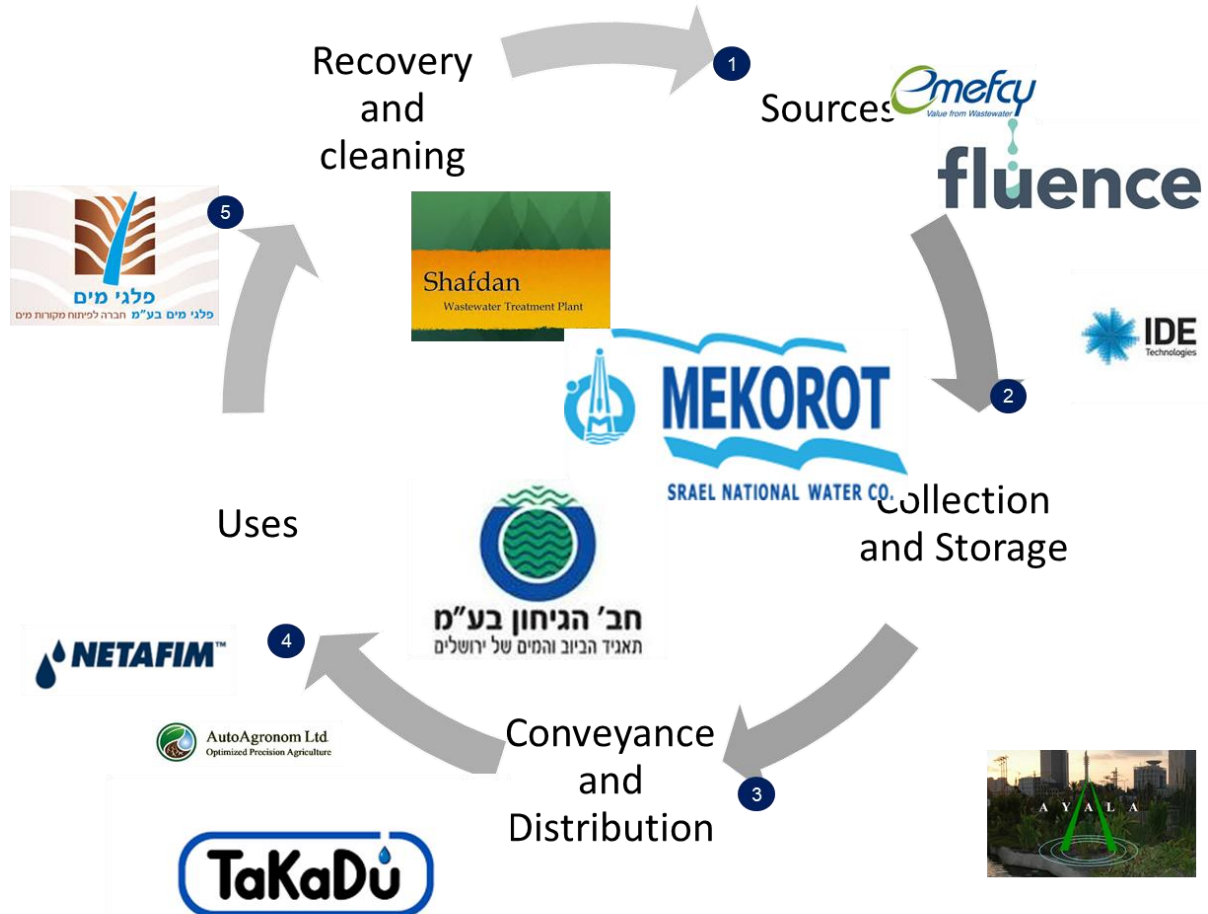 Recovery
and
cleaning
1
Sources
emefcy
Value from Wastewater
fluence
5
פלגי מים
פלגי מים בע"מ חברה לפיתוח מקורות מים
Shafdan
Wastewater Treatment Plant
IDE
Technologies
MEKOROT
SRAEL NATIONAL WATER CO.
2
Collection
and Storage
Uses
חב' הגיחון בע"מ
תאגיד הביוב והמים של ירושלים
NETAFIM™
4
AutoAgronom Ltd.
Optimized Precision Agriculture
Conveyance
and
Distribution
3
AYALA
TaKaDu